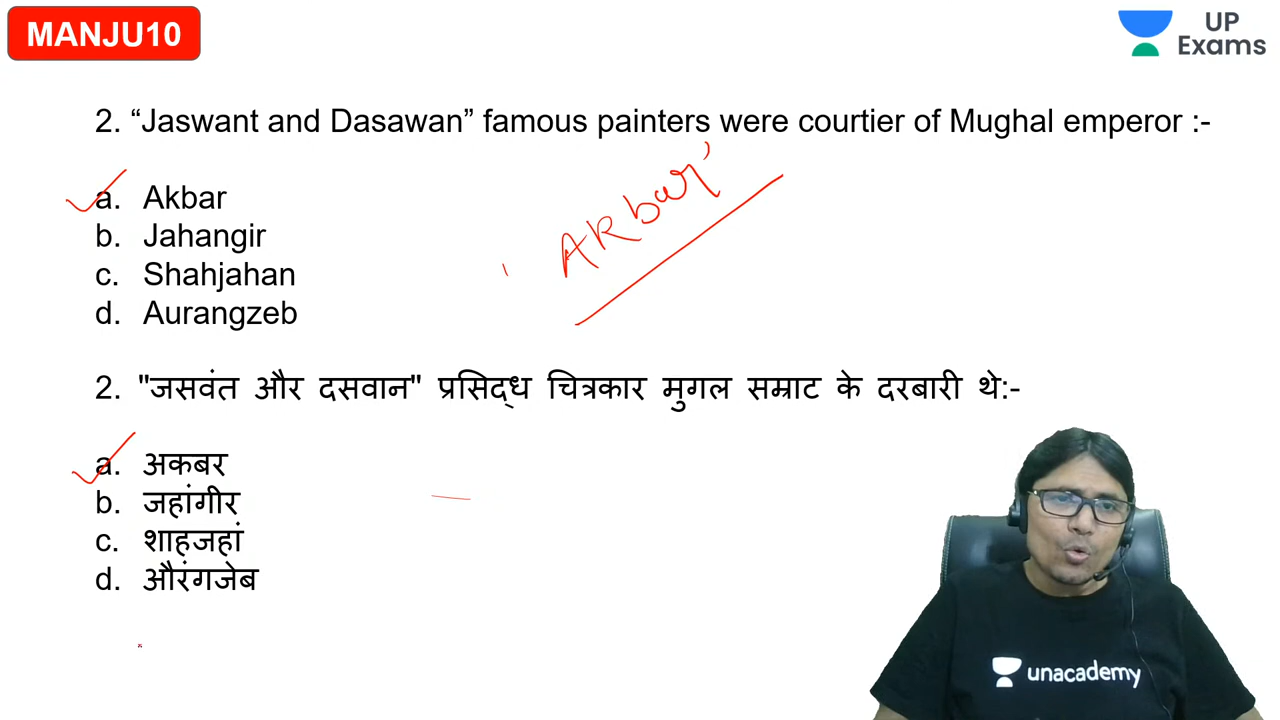 MANJU10
UP
Exams
2. “Jaswant and Dasawan” famous painters were courtier of Mughal emperor :-
a. Akbar
b. Jahangir
c. Shahjahan
d. Aurangzeb
Akbar
2. "जसवंत और दसवान" प्रसिद्ध चित्रकार मुगल सम्राट के दरबारी थे:-
a. अकबर
b. जहांगीर
c. शाहजहां
d. औरंगजेब
unacademy